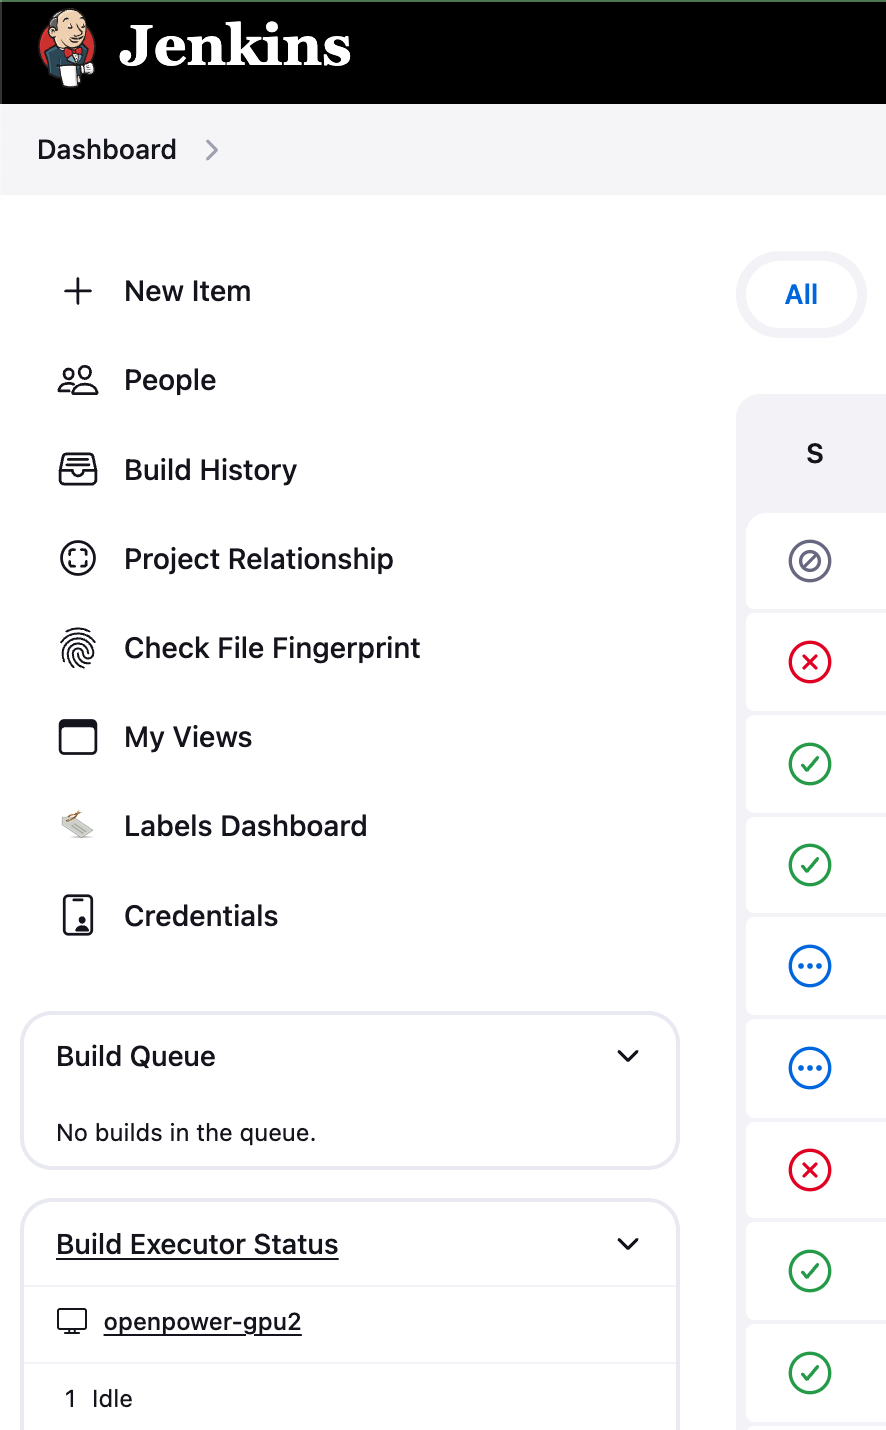 Jenkins
Dashboard
New Item
People
Build History
Project Relationship
Check File Fingerprint
My Views
Labels Dashboard
Credentials
Build Queue
No builds in the queue.
Build Executor Status
openpower-gpu2
1 Idle
All
S